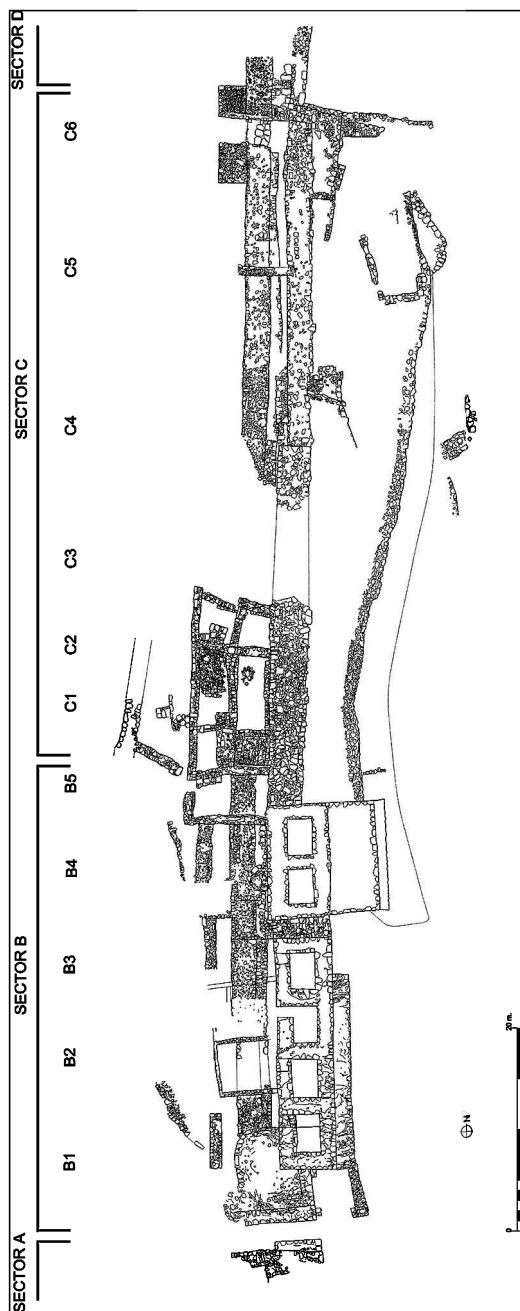 SECTOR A
SECTOR B
SECTOR C
SECTOR D
B1
B2
B3
B4
B5
C1
C2
C3
C4
C5
C6
N
0
20 m.